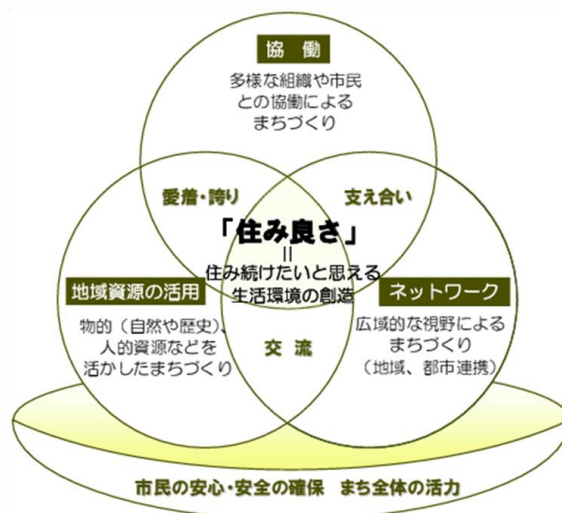 協 働
多様な組織や市民
との協働による
まちづくり
愛着・誇り
支え合い
「住み良さ」
＝
住み続けたいと思える
生活環境の創造
地域資源の活用
物的（自然や歴史）、
人的資源などを
活かしたまちづくり
ネットワーク
広域的な視野による
まちづくり
（地域、都市連携）
交 流
市民の安心・安全の確保 まち全体の活力